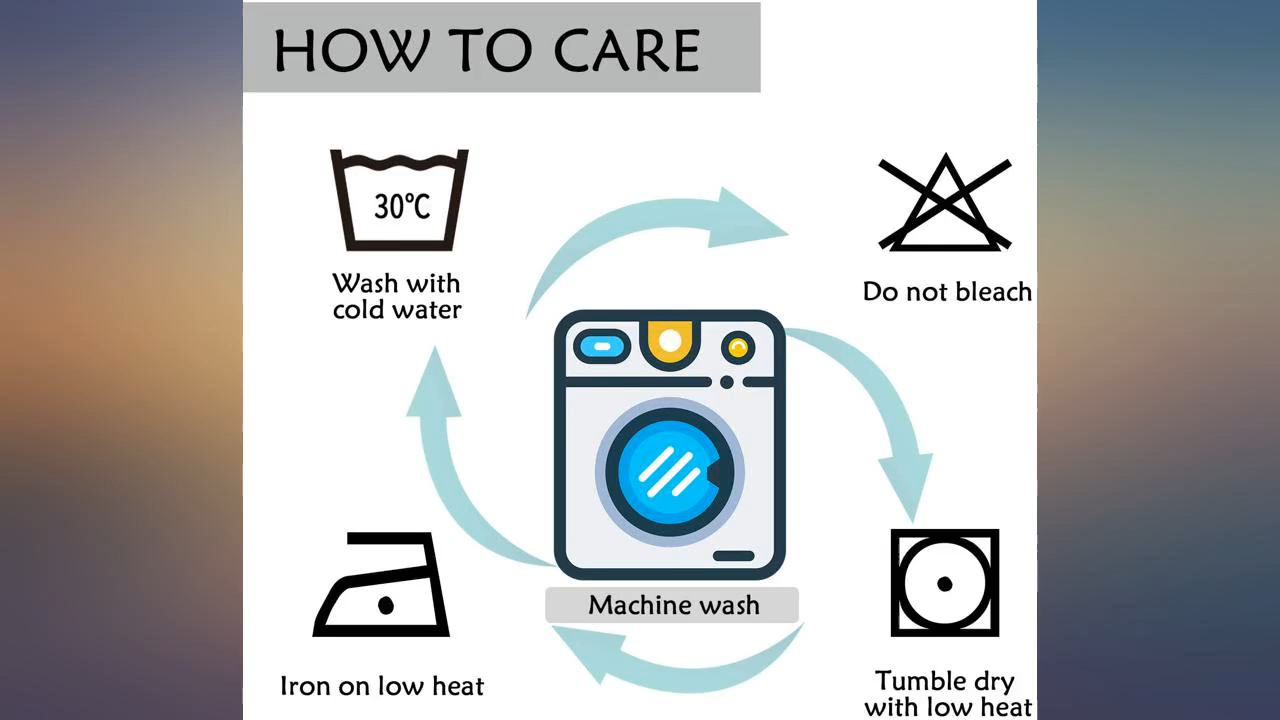 HOW TO CARE
30°C
Wash with
cold water
Do not bleach
Machine wash
Iron on low heat
Tumble dry
with low heat